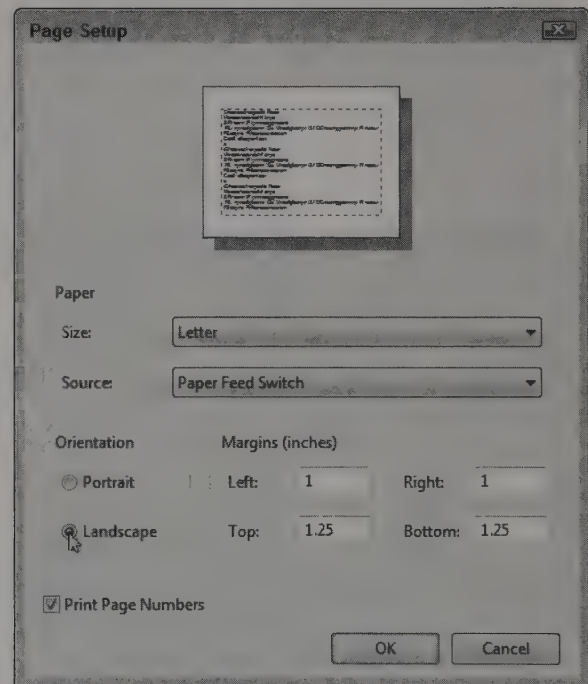 Page Setup
Paper
Size: Letter
Source: Paper Feed Switch
Orientation Margins (inches)
Portrait Left: 1 Right: 1
Landscape Top: 1.25 Bottom: 1.25
Print Page Numbers
OK Cancel